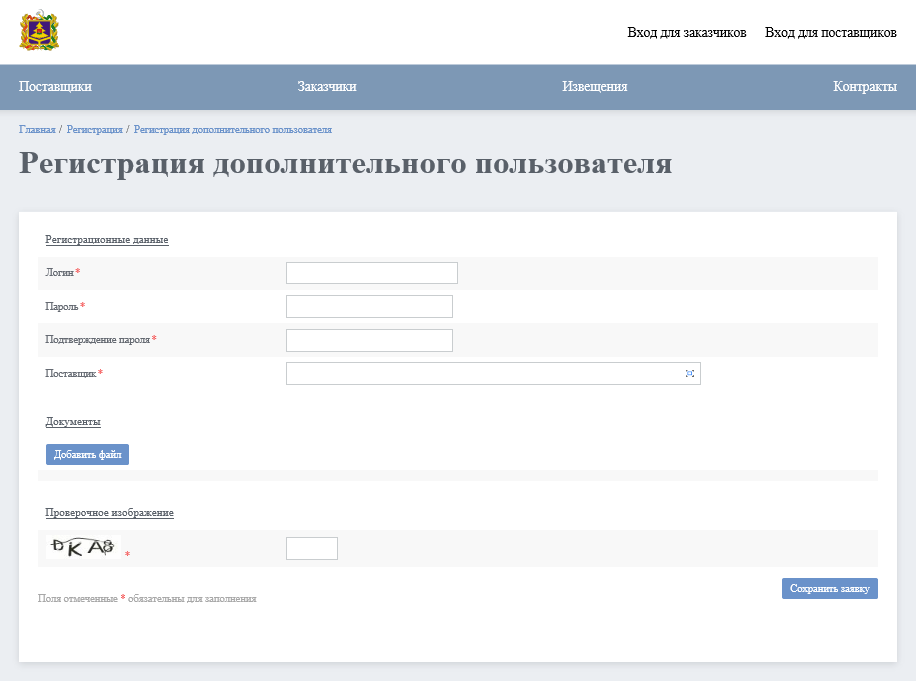 Вход для заказчиков Вход для поставщиков
Поставщики Заказчики Извещения Контракты
Главная / Регистрация / Регистрация дополнительного пользователя
Регистрация дополнительного пользователя
Регистрационные данные
Логин*
Пароль*
Подтверждение пароля*
Поставщик*
Документы
Добавить файл
Проверочное изображение
*
Сохранить заявку
Поля отмеченные * обязательны для заполнения